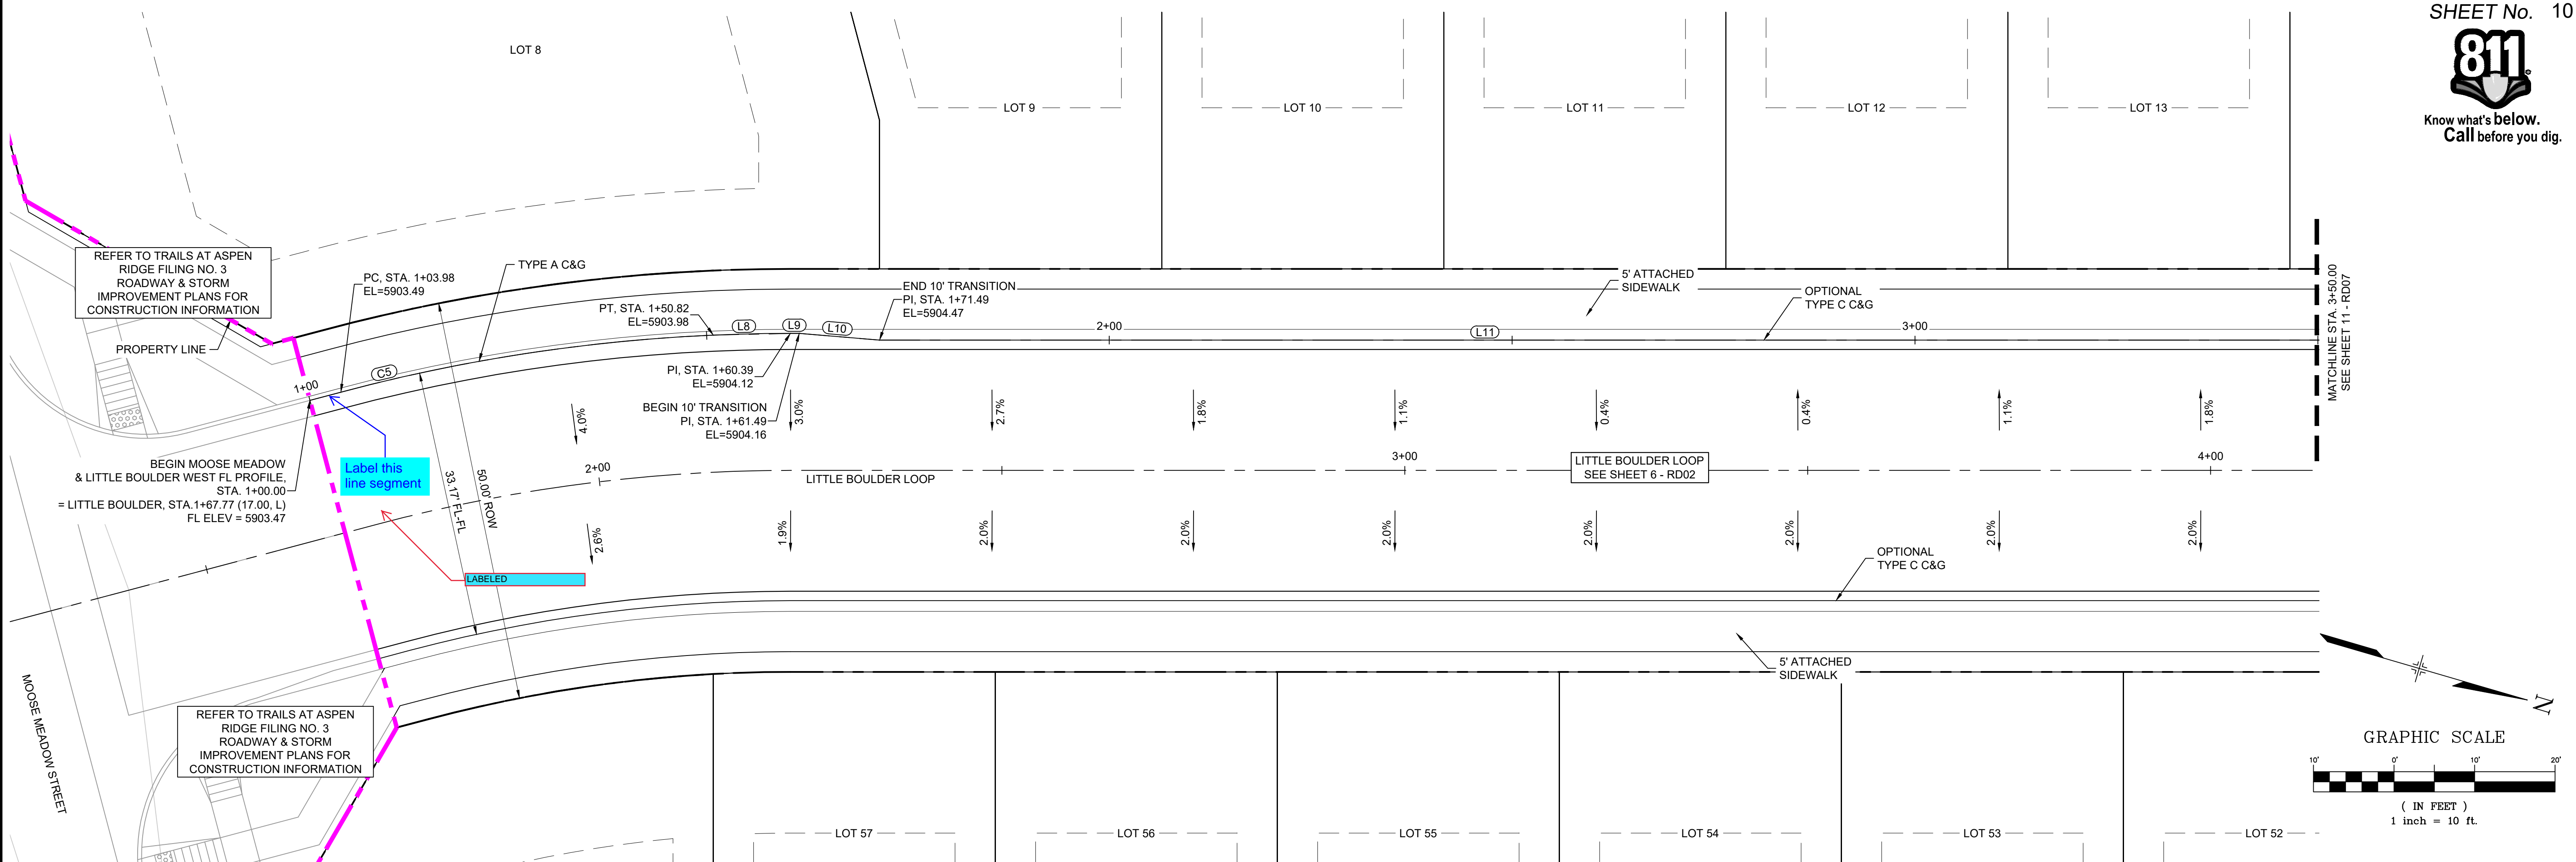 SHEET No. 10
811
Know what's below.
Call before you dig.
LOT 8
LOT 9
LOT 10
LOT 11
LOT 12
LOT 13
REFER TO TRAILS AT ASPEN
RIDGE FILING NO. 3
ROADWAY & STORM
IMPROVEMENT PLANS FOR
CONSTRUCTION INFORMATION
PROPERTY LINE
PC, STA. 1+03.98
EL=5903.49
TYPE A C&G
PT, STA. 1+50.82
EL=5903.98
L8
L9
L10
END 10' TRANSITION
PI, STA. 1+71.49
EL=5904.47
2+00
5' ATTACHED
SIDEWALK
L11
OPTIONAL
TYPE C C&G
3+00
MATCHLINE STA. 3+50.00
SEE SHEET 11 - RD07
1+00
C5
PI, STA. 1+60.39
EL=5904.12
BEGIN 10' TRANSITION
PI, STA. 1+61.49
EL=5904.16
4.0%
3.0%
2.7%
1.8%
1.1%
0.4%
0.4%
1.1%
1.8%
BEGIN MOOSE MEADOW
& LITTLE BOULDER WEST FL PROFILE,
STA. 1+00.00
= LITTLE BOULDER, STA.1+67.77 (17.00, L)
FL ELEV = 5903.47
Label this
line segment
33.17' FL-FL
50.00' ROW
2+00
LITTLE BOULDER LOOP
3+00
LITTLE BOULDER LOOP
SEE SHEET 6 - RD02
4+00
LABELED
2.6%
1.9%
2.0%
2.0%
2.0%
2.0%
2.0%
2.0%
2.0%
OPTIONAL
TYPE C C&G
5' ATTACHED
SIDEWALK
MOOSE MEADOW STREET
REFER TO TRAILS AT ASPEN
RIDGE FILING NO. 3
ROADWAY & STORM
IMPROVEMENT PLANS FOR
CONSTRUCTION INFORMATION
LOT 57
LOT 56
LOT 55
LOT 54
LOT 53
LOT 52
N
GRAPHIC SCALE
10' 0' 10' 20'
( IN FEET )
1 inch = 10 ft.